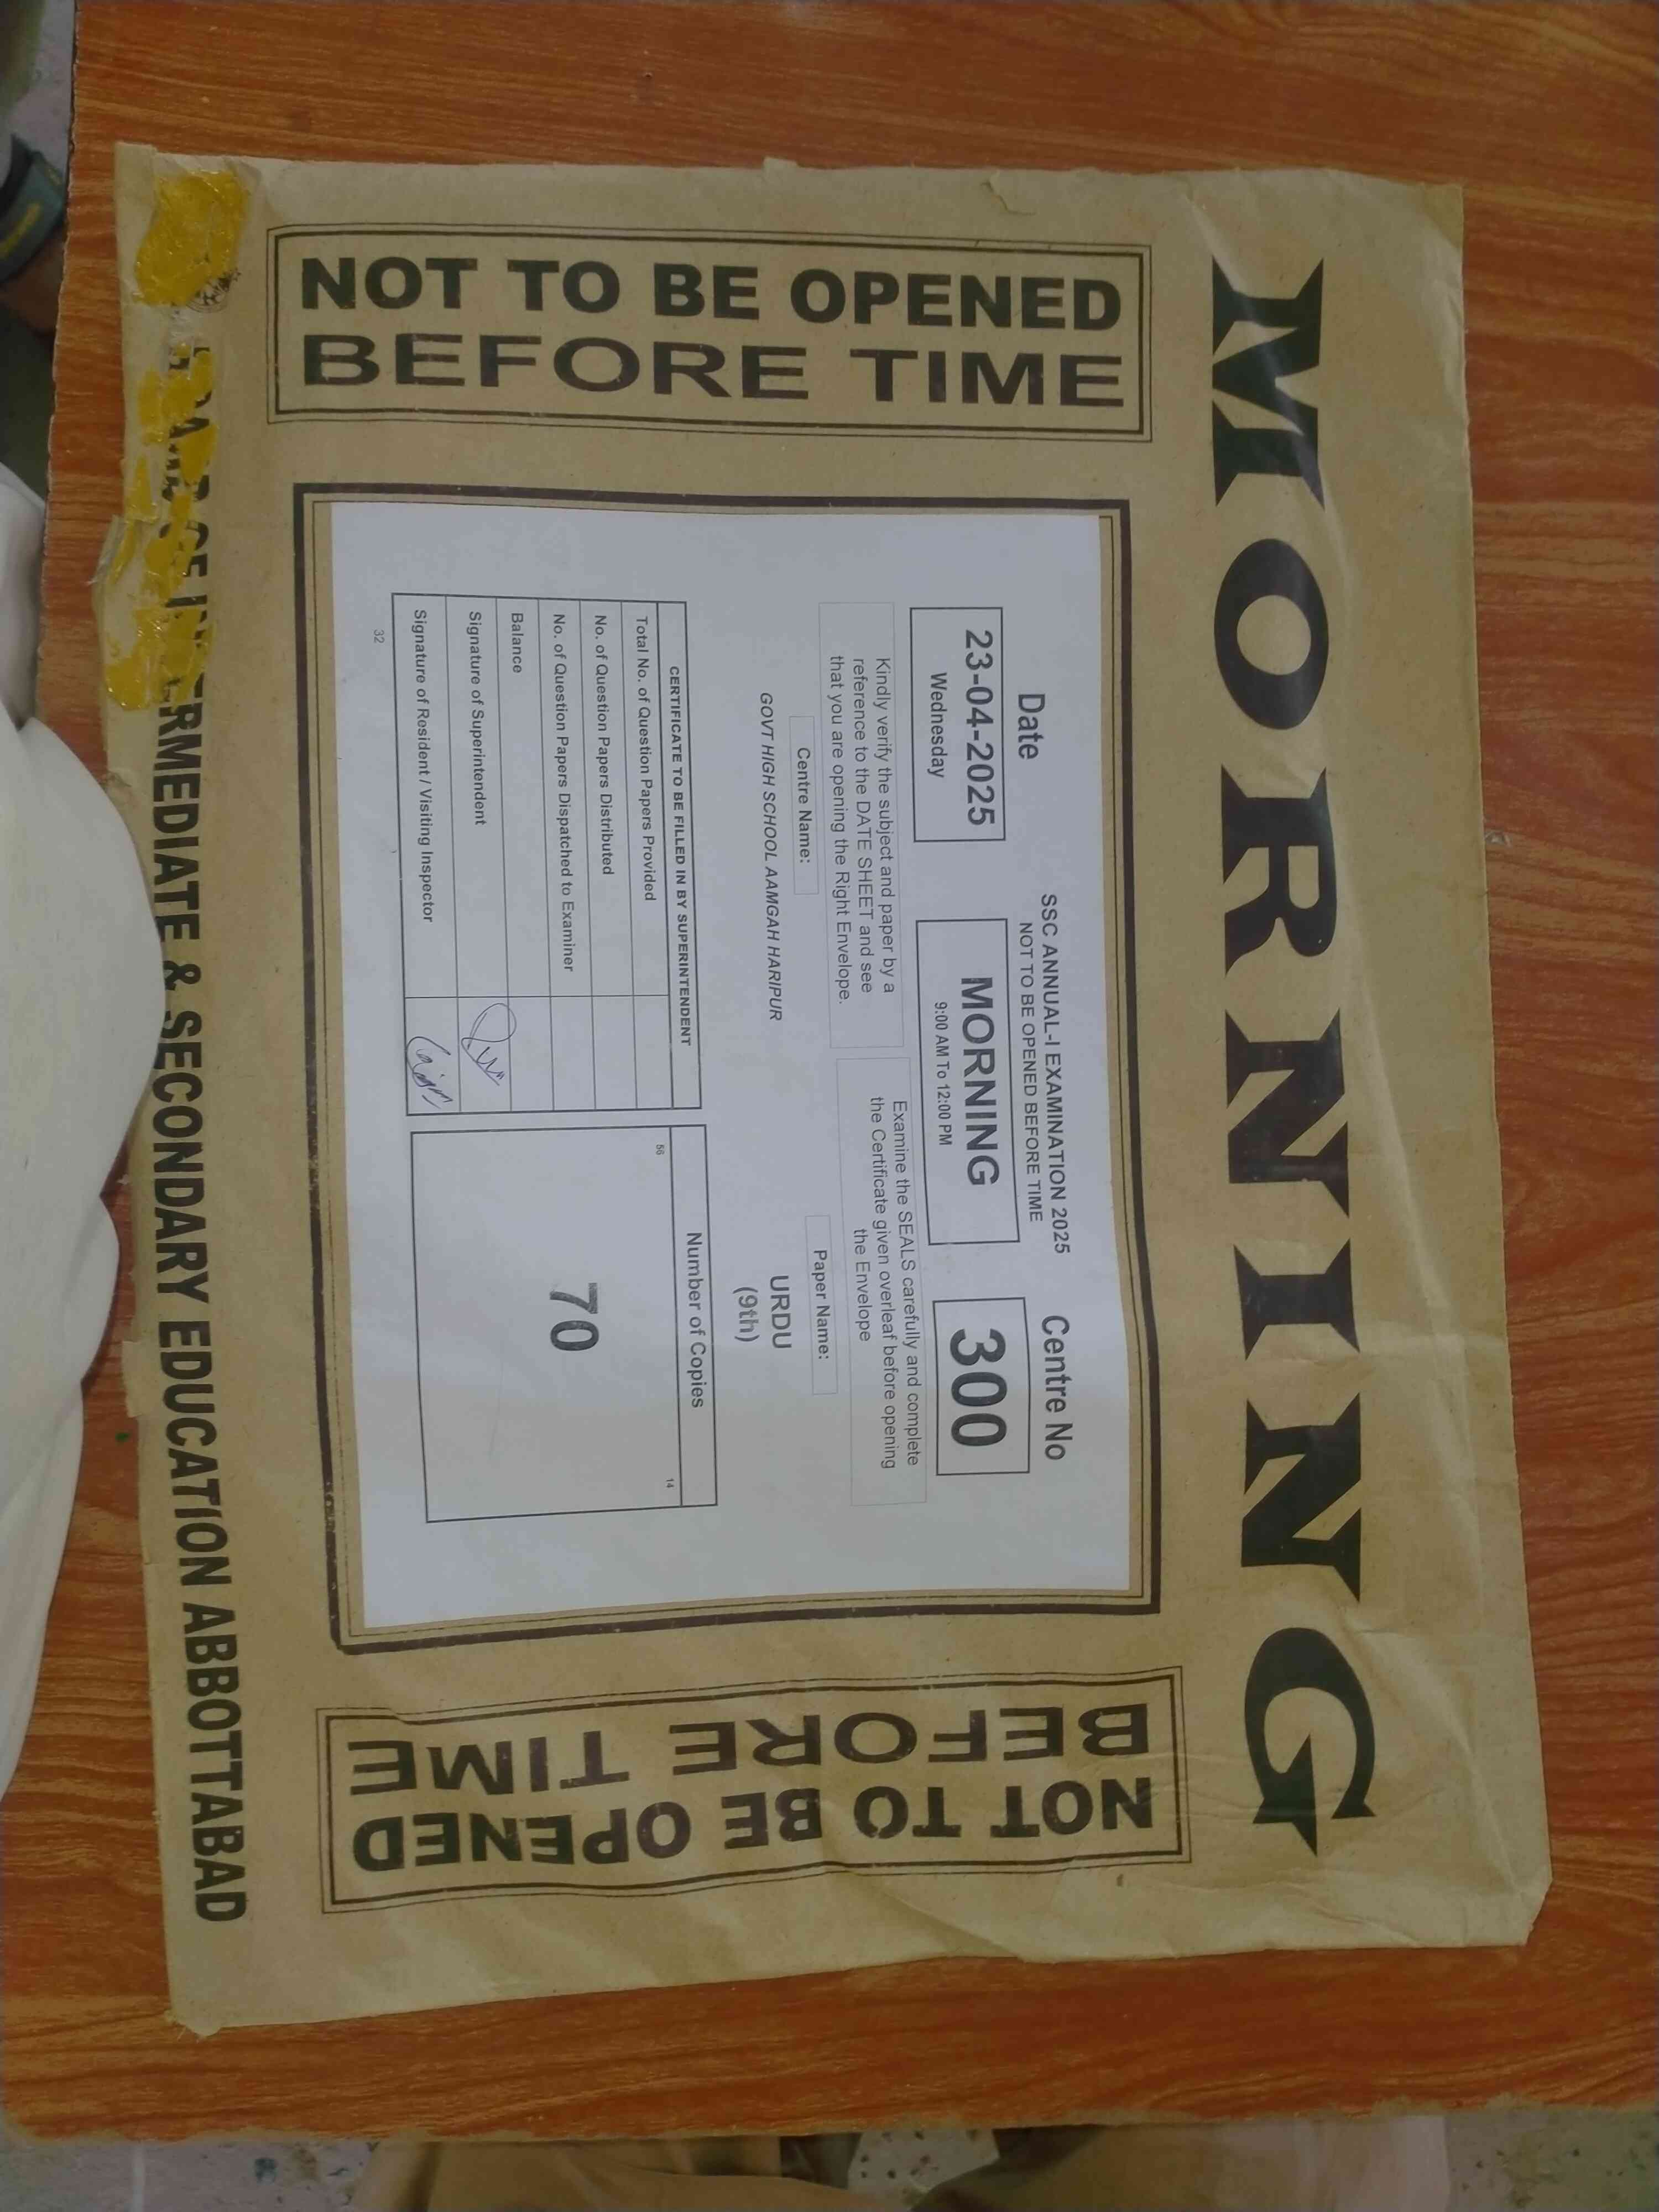 MORNING
NOT TO BE OPENED
BEFORE TIME
SSC ANNUAL-I EXAMINATION 2025
NOT TO BE OPENED BEFORE TIME
Date
23-04-2025
Wednesday
MORNING
9:00 AM To 12:00 PM
Centre No
300
Kindly verify the subject and paper by a
reference to the DATE SHEET and see
that you are opening the Right Envelope.
Examine the SEALS carefully and complete
the Certificate given overleaf before opening
the Envelope
Centre Name:
GOVT HIGH SCHOOL AAMGAH HARIPUR
Paper Name:
URDU
(9th)
CERTIFICATE TO BE FILLED IN BY SUPERINTENDENT
Total No. of Question Papers Provided
No. of Question Papers Distributed
No. of Question Papers Dispatched to Examiner
Balance
Signature of Superintendent
Signature of Resident / Visiting Inspector
32
Number of Copies
56
14
70
NOT TO BE OPENED
BEFORE TIME
INTERMEDIATE & SECONDARY EDUCATION ABBOTTABAD